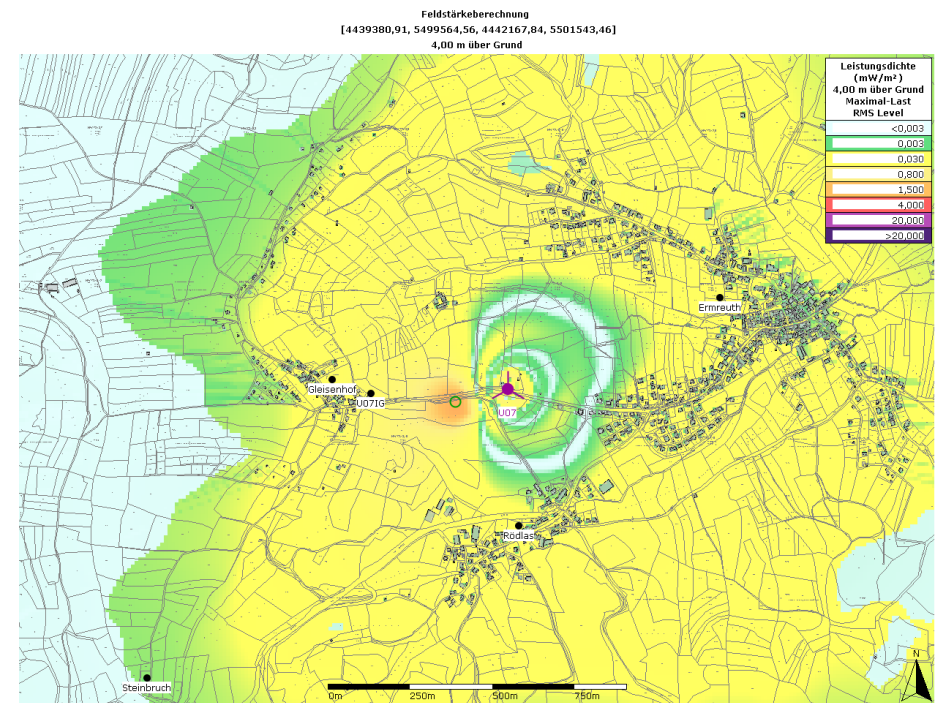 Feldstärkeberechnung
[4439380,91, 5499564,56, 4442167,84, 5501543,46]
4,00 m über Grund
Leistungsdichte
(mW/m²)
4,00 m über Grund
Maximal-Last
RMS Level
<0,003
0,003
0,030
0,800
1,500
4,000
20,000
>20,000
Ermreuth
Gleisenhof
U07IG
U07
Rödlas
Steinbruch
N
0m 250m 500m 750m